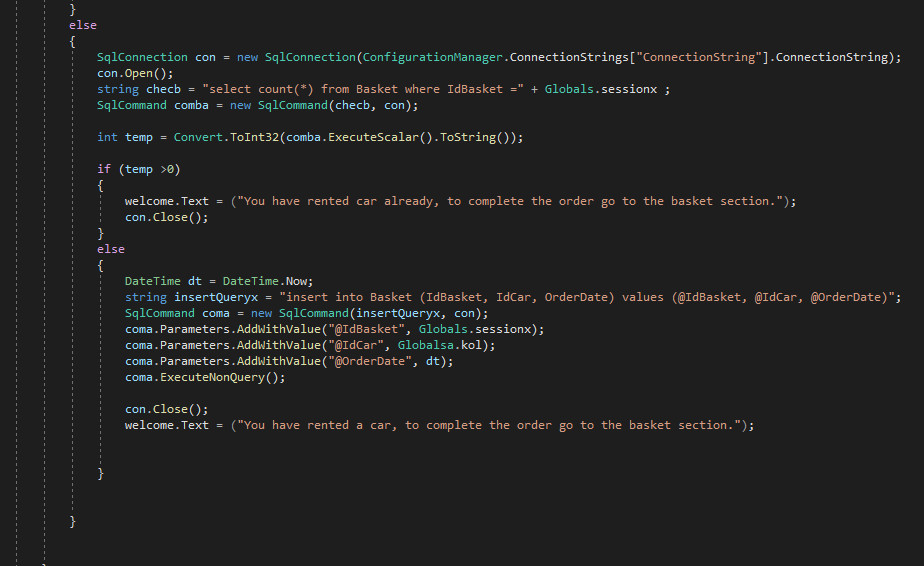 }
else
{
SqlConnection con = new SqlConnection(ConfigurationManager.ConnectionStrings["ConnectionString"].ConnectionString);
con.Open();
string checb = "select count(*) from Basket where IdBasket =" + Globals.sessionx ;
SqlCommand comba = new SqlCommand(checb, con);
int temp = Convert.ToInt32(comba.ExecuteScalar().ToString());
if (temp >0)
{
welcome.Text = ("You have rented car already, to complete the order go to the basket section.");
con.Close();
}
else
{
DateTime dt = DateTime.Now;
string insertQueryx = "insert into Basket (IdBasket, IdCar, OrderDate) values (@IdBasket, @IdCar, @OrderDate)";
SqlCommand coma = new SqlCommand(insertQueryx, con);
coma.Parameters.AddWithValue("@IdBasket", Globals.sessionx);
coma.Parameters.AddWithValue("@IdCar", Globalsa.kol);
coma.Parameters.AddWithValue("@OrderDate", dt);
coma.ExecuteNonQuery();
con.Close();
welcome.Text = ("You have rented a car, to complete the order go to the basket section.");
}
}